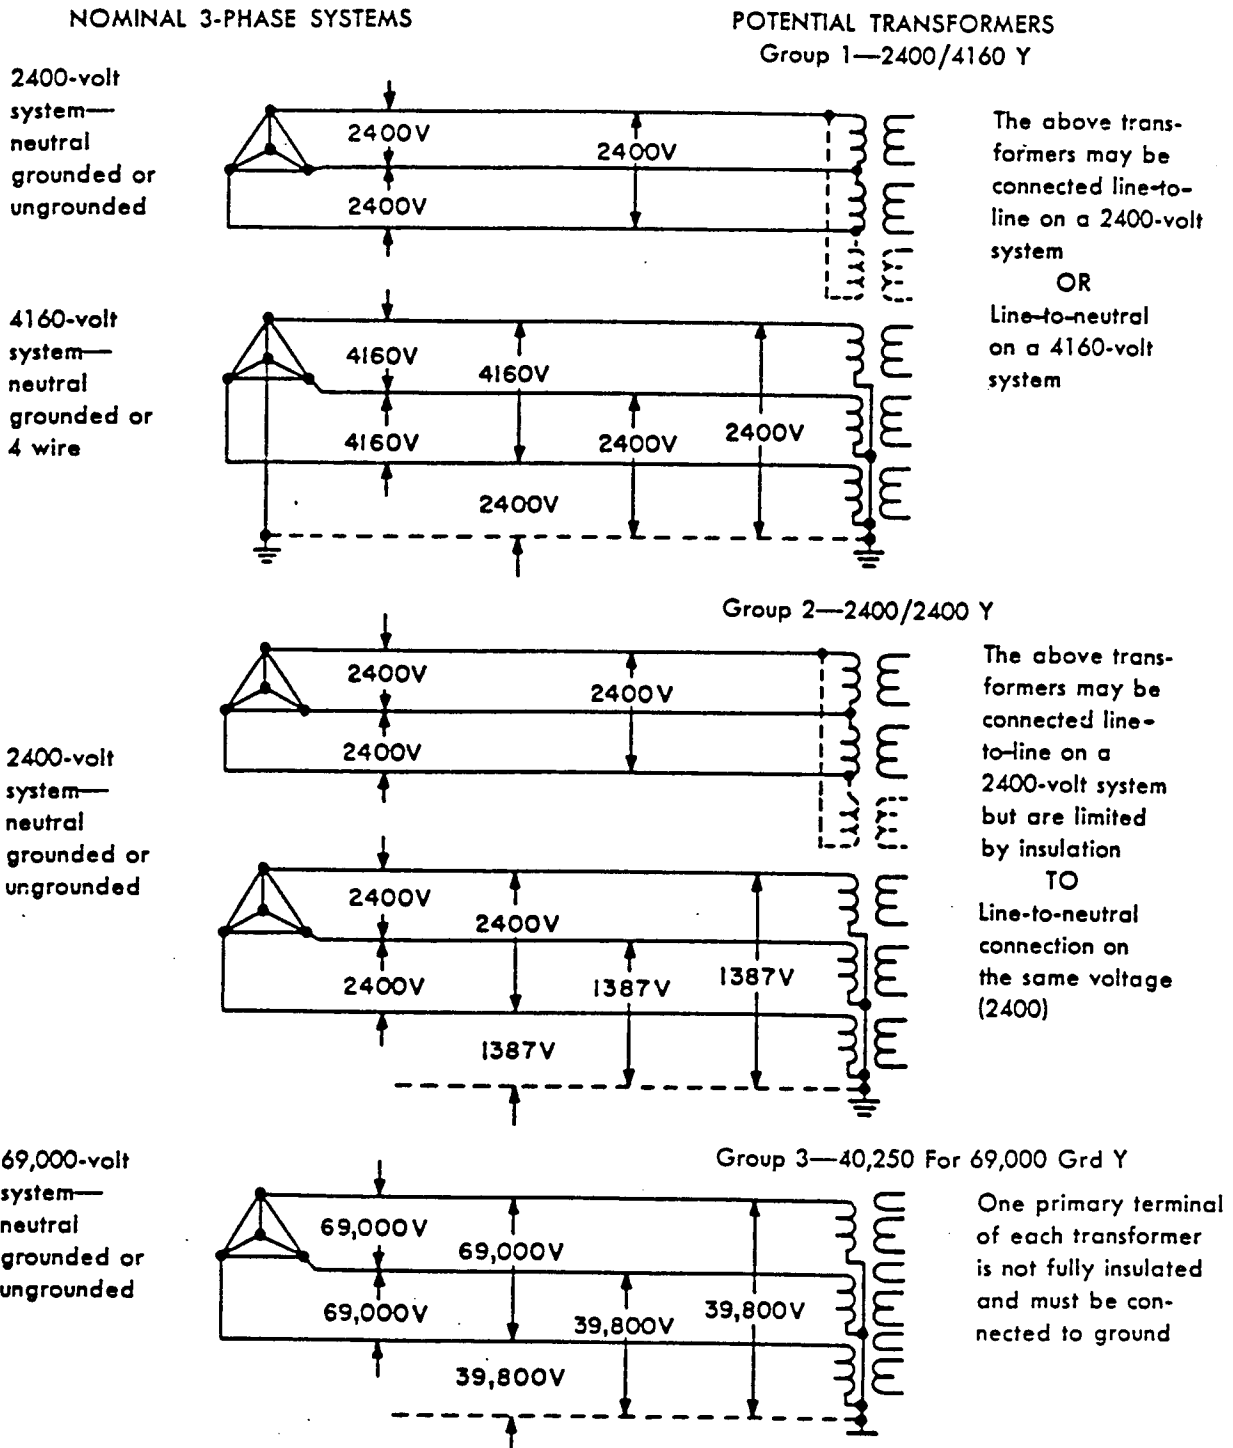 NOMINAL 3-PHASE SYSTEMS
POTENTIAL TRANSFORMERS
Group 1—2400/4160 Y
2400-volt
system—
neutral
grounded or
ungrounded
2400V
2400V
2400V
The above trans-
formers may be
connected line-to-
line on a 2400-volt
system
OR
Line-to-neutral
on a 4160-volt
system
4160-volt
system—
neutral
grounded or
4 wire
4160V
4160V
4160V
2400V
2400V
2400V
Group 2—2400/2400 Y
2400-volt
system—
neutral
grounded or
ungrounded
2400V
2400V
2400V
The above trans-
formers may be
connected line-
to-line on a
2400-volt system
but are limited
by insulation
TO
Line-to-neutral
connection on
the same voltage
(2400)
2400V
2400V
2400V
1387V
1387V
1387V
Group 3—40,250 For 69,000 Grd Y
69,000-volt
system—
neutral
grounded or
ungrounded
69,000V
69,000V
69,000V
39,800V
39,800V
39,800V
One primary terminal
of each transformer
is not fully insulated
and must be con-
nected to ground